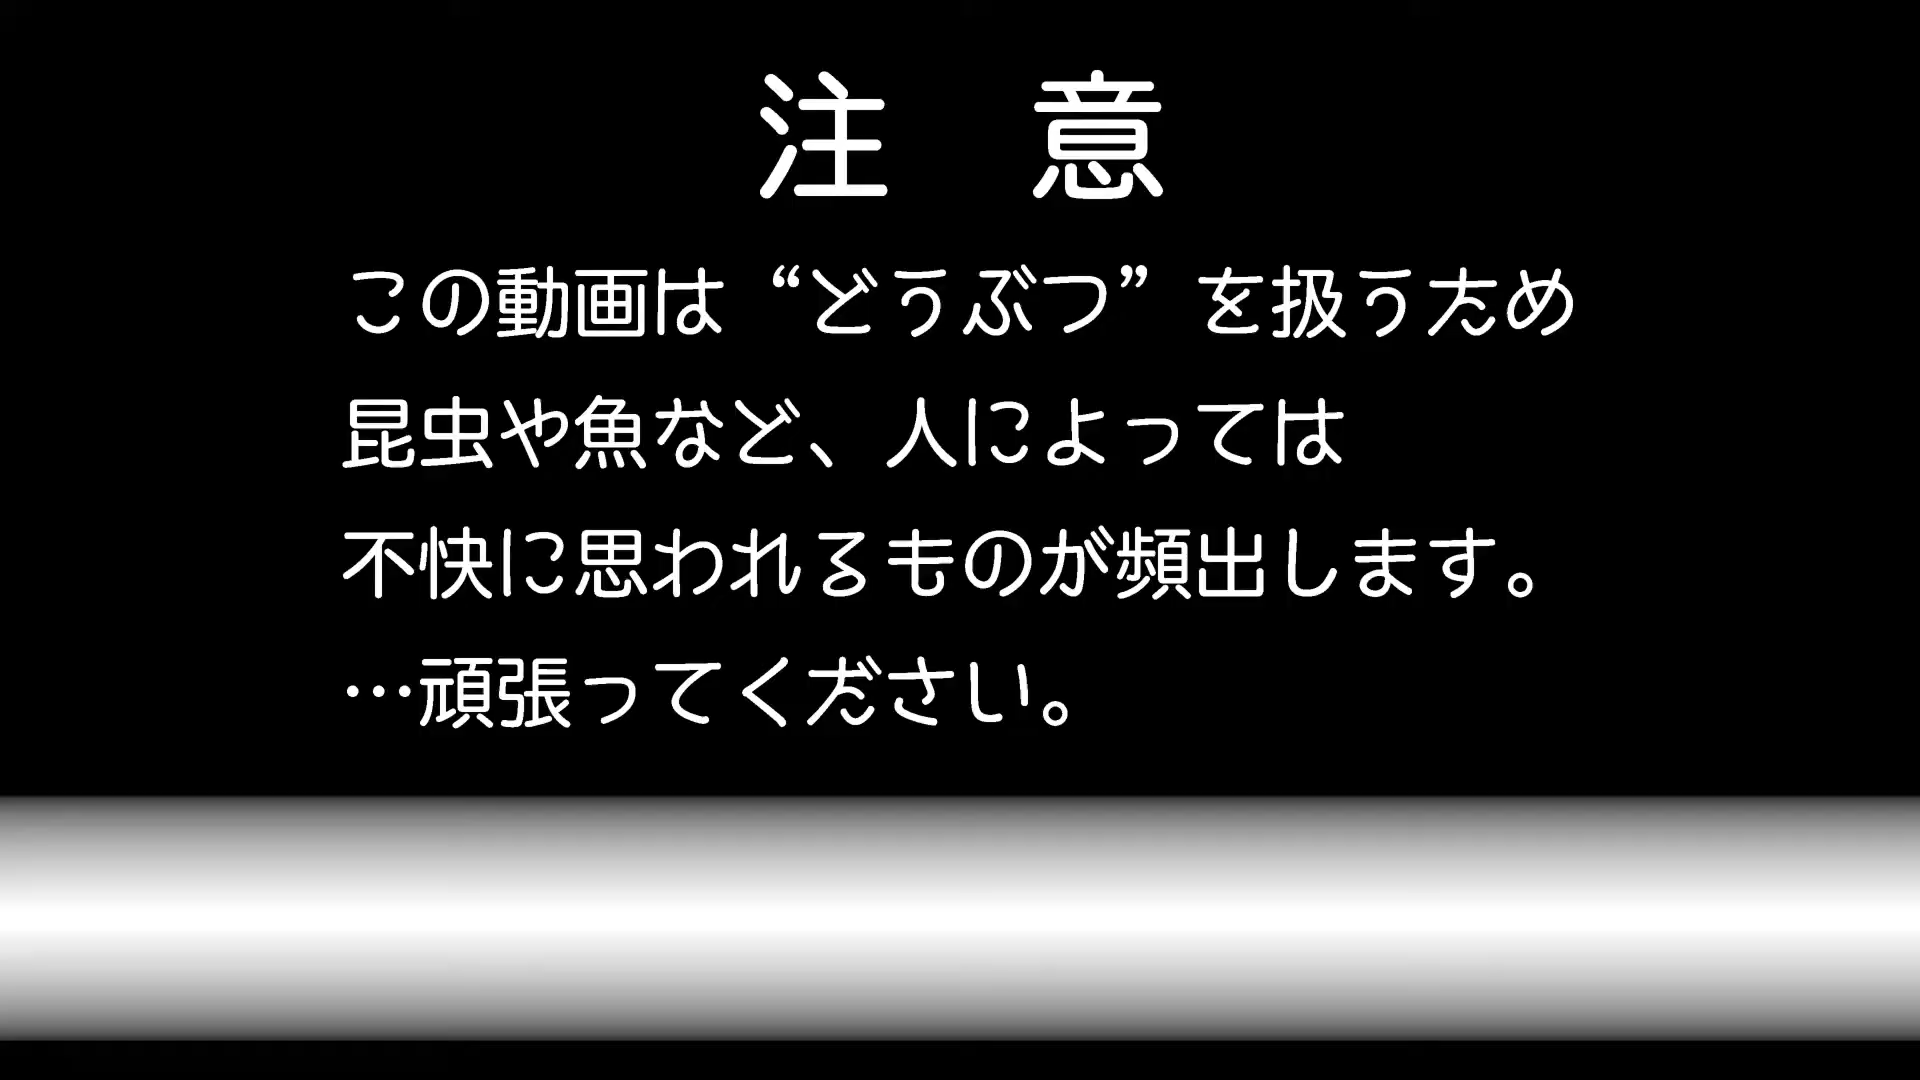 注　意
この動画は“どうぶつ”を扱うため
昆虫や魚など、人によっては
不快に思われるものが頻出します。
…頑張ってください。